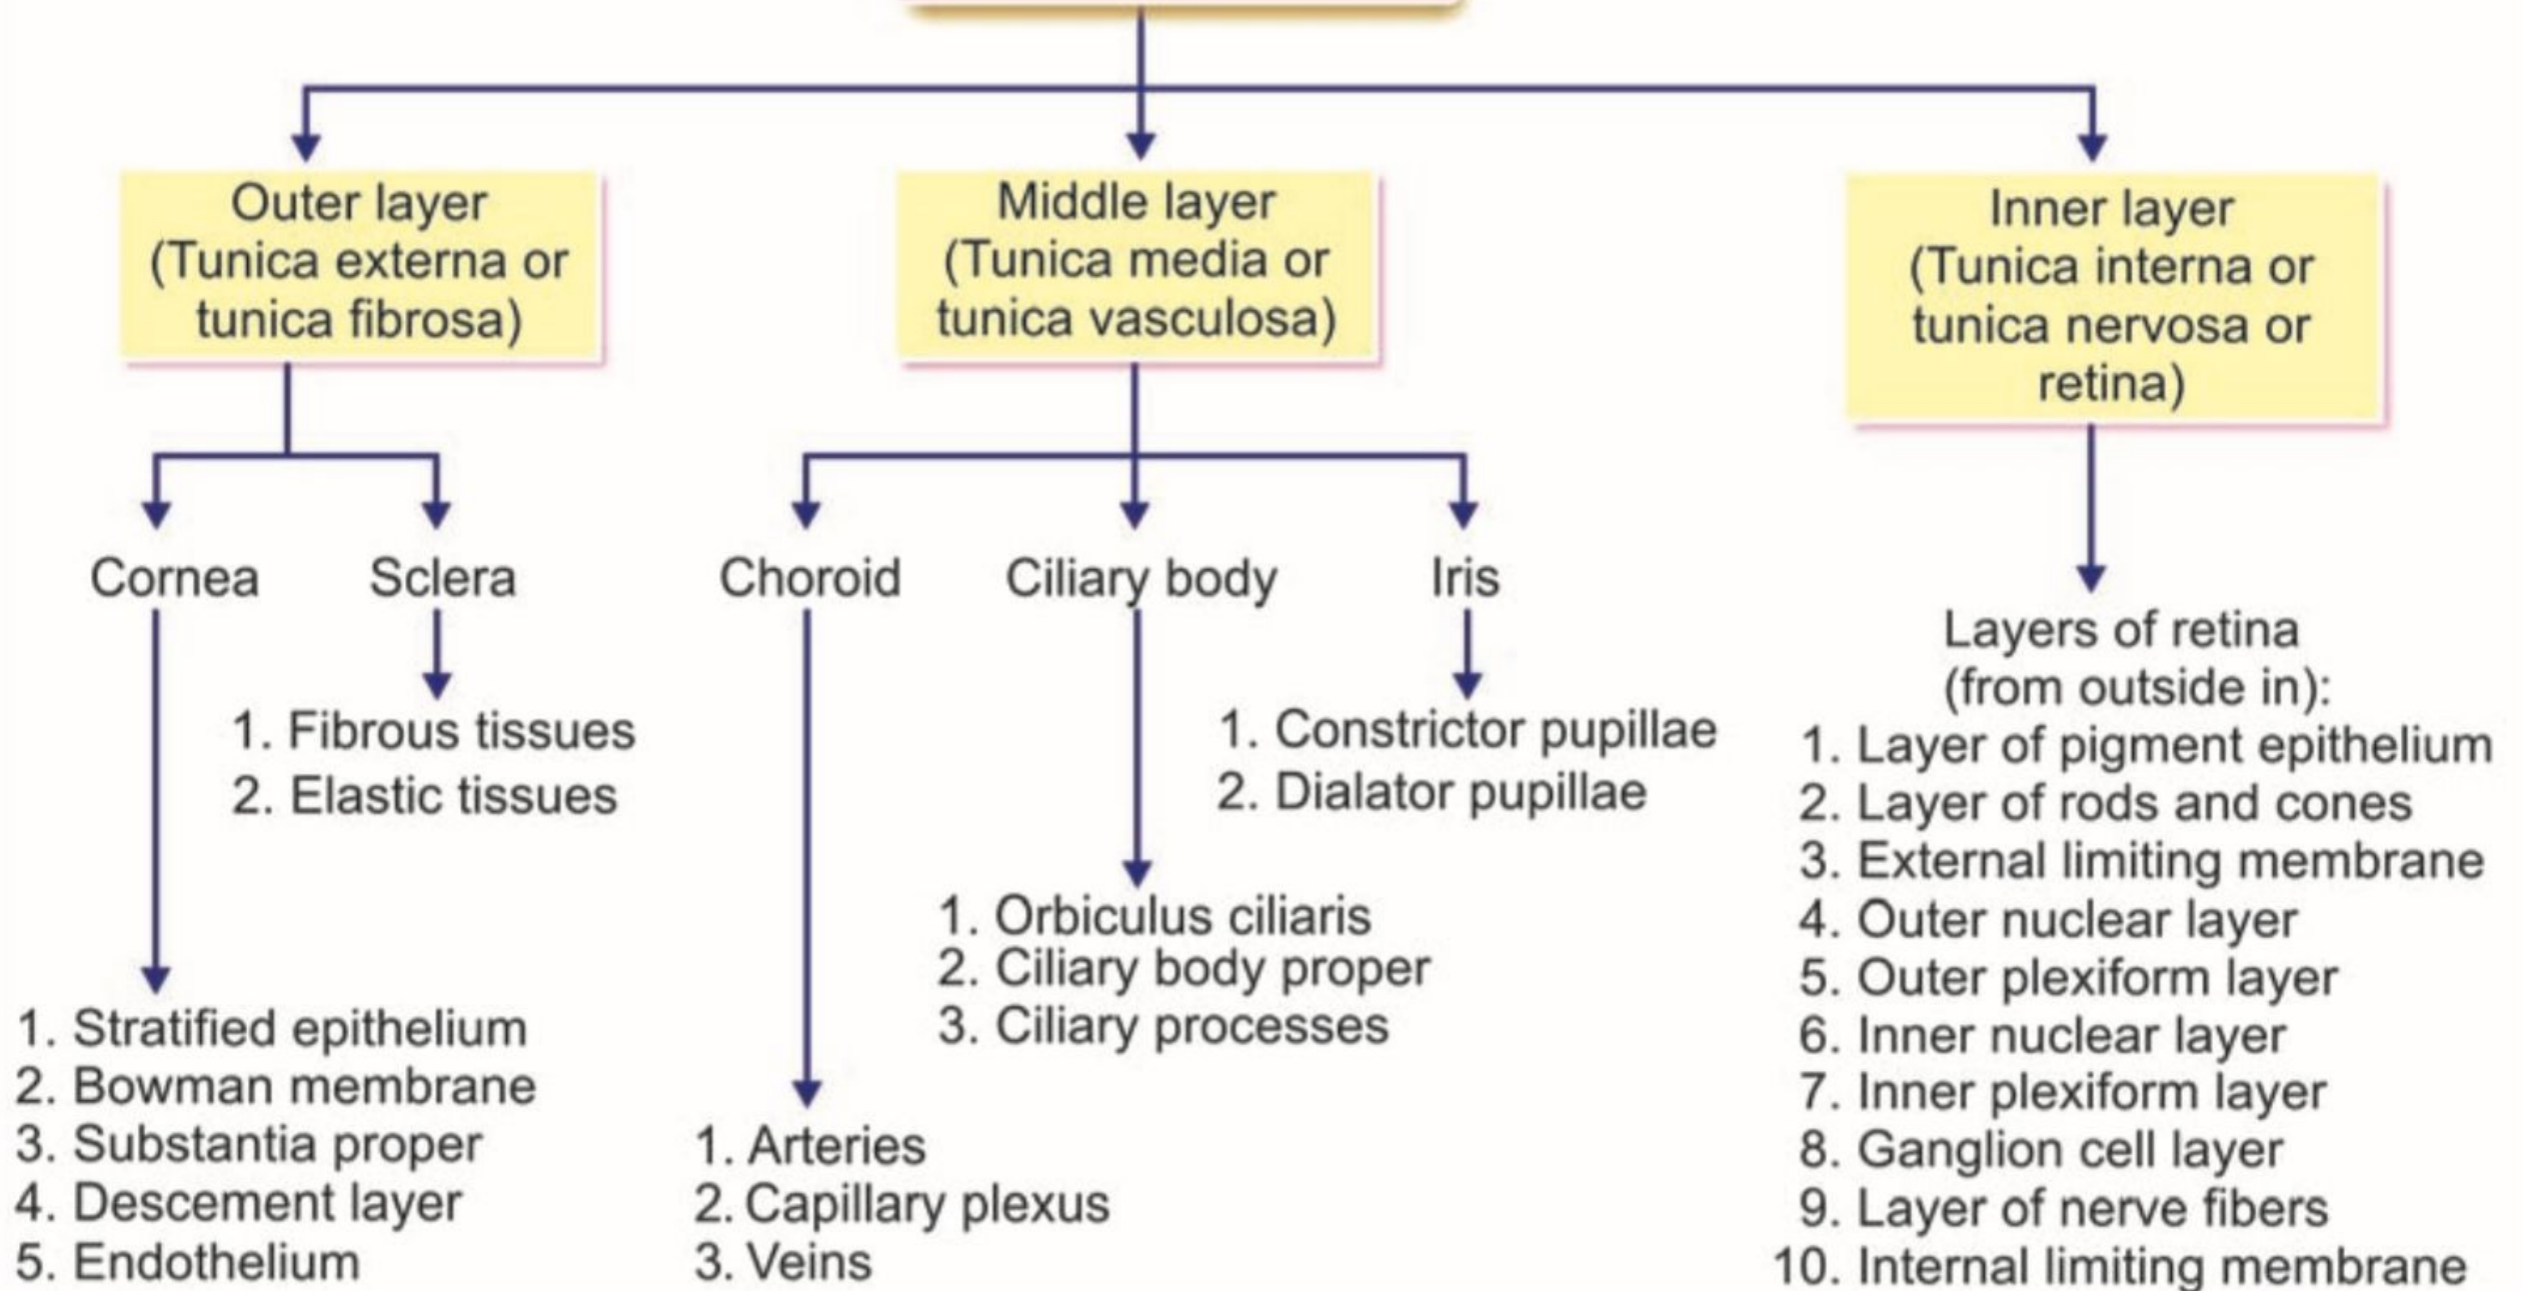 Outer layer
(Tunica externa or
tunica fibrosa)
Middle layer
(Tunica media or
tunica vasculosa)
Inner layer
(Tunica interna or
tunica nervosa or
retina)
Cornea
Sclera
Choroid
Ciliary body
Iris
1. Stratified epithelium
2. Bowman membrane
3. Substantia proper
4. Descement layer
5. Endothelium
1. Fibrous tissues
2. Elastic tissues
1. Arteries
2. Capillary plexus
3. Veins
1. Orbiculus ciliaris
2. Ciliary body proper
3. Ciliary processes
1. Constrictor pupillae
2. Dialator pupillae
Layers of retina
(from outside in):
1. Layer of pigment epithelium
2. Layer of rods and cones
3. External limiting membrane
4. Outer nuclear layer
5. Outer plexiform layer
6. Inner nuclear layer
7. Inner plexiform layer
8. Ganglion cell layer
9. Layer of nerve fibers
10. Internal limiting membrane